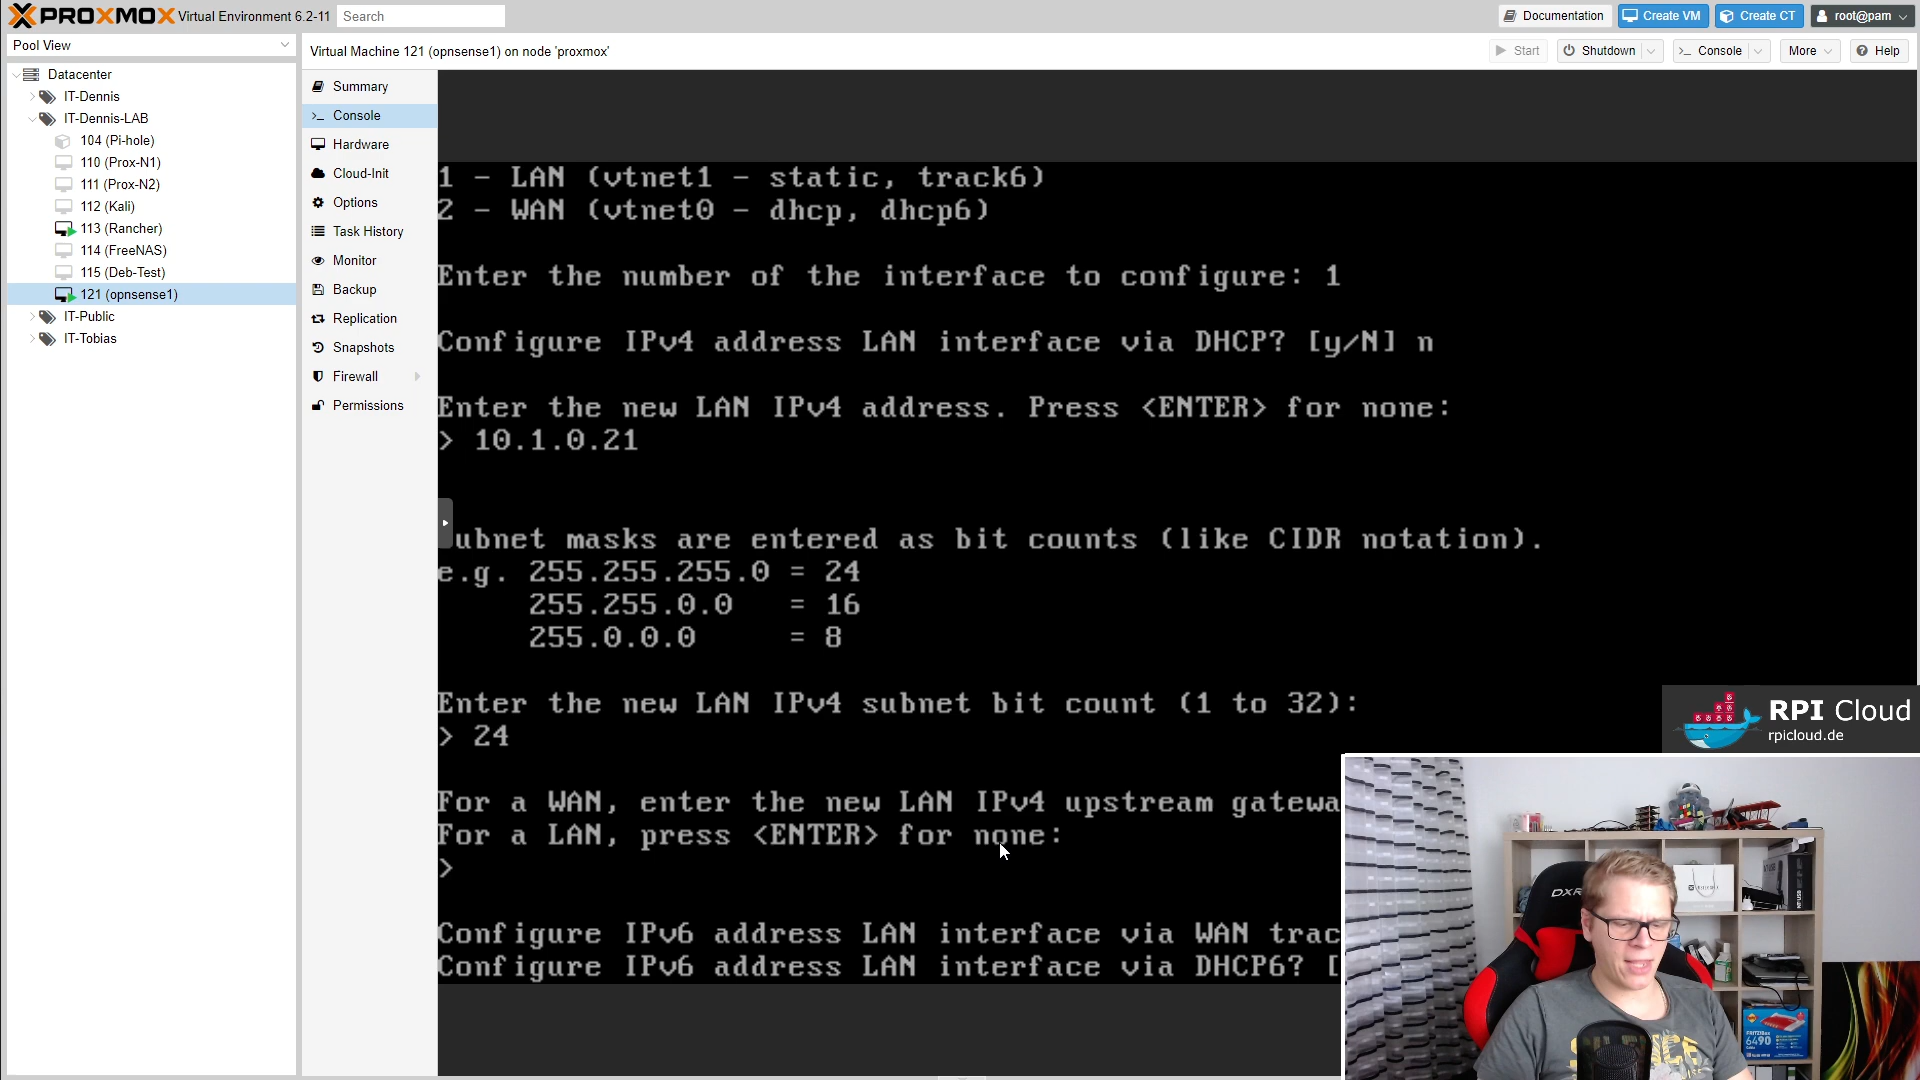 PROXMOX Virtual Environment 6.2-11 Search
Documentation Create VM Create CT root@pam
Pool View
Virtual Machine 121 (opnsense1) on node 'proxmox'
Start Shutdown Console More Help
Datacenter
IT-Dennis
IT-Dennis-LAB
104 (Pi-hole)
110 (Prox-N1)
111 (Prox-N2)
112 (Kali)
113 (Rancher)
114 (FreeNAS)
115 (Deb-Test)
121 (opnsense1)
IT-Public
IT-Tobias
Summary
Console
Hardware
Cloud-Init
Options
Task History
Monitor
Backup
Replication
Snapshots
Firewall
Permissions
1 - LAN (vtnet1 - static, track6)
2 - WAN (vtnet0 - dhcp, dhcp6)
Enter the number of the interface to configure: 1
Configure IPv4 address LAN interface via DHCP? [y/N] n
Enter the new LAN IPv4 address. Press <ENTER> for none:
> 10.1.0.21
ubnet masks are entered as bit counts (like CIDR notation).
e.g. 255.255.255.0 = 24
255.255.0.0 = 16
255.0.0.0 = 8
Enter the new LAN IPv4 subnet bit count (1 to 32):
> 24
For a WAN, enter the new LAN IPv4 upstream gatewa
For a LAN, press <ENTER> for none:
>
Configure IPv6 address LAN interface via WAN trac
Configure IPv6 address LAN interface via DHCP6? [
RPI Cloud
rpicloud.de
DXR
FRITZ!Box
6490